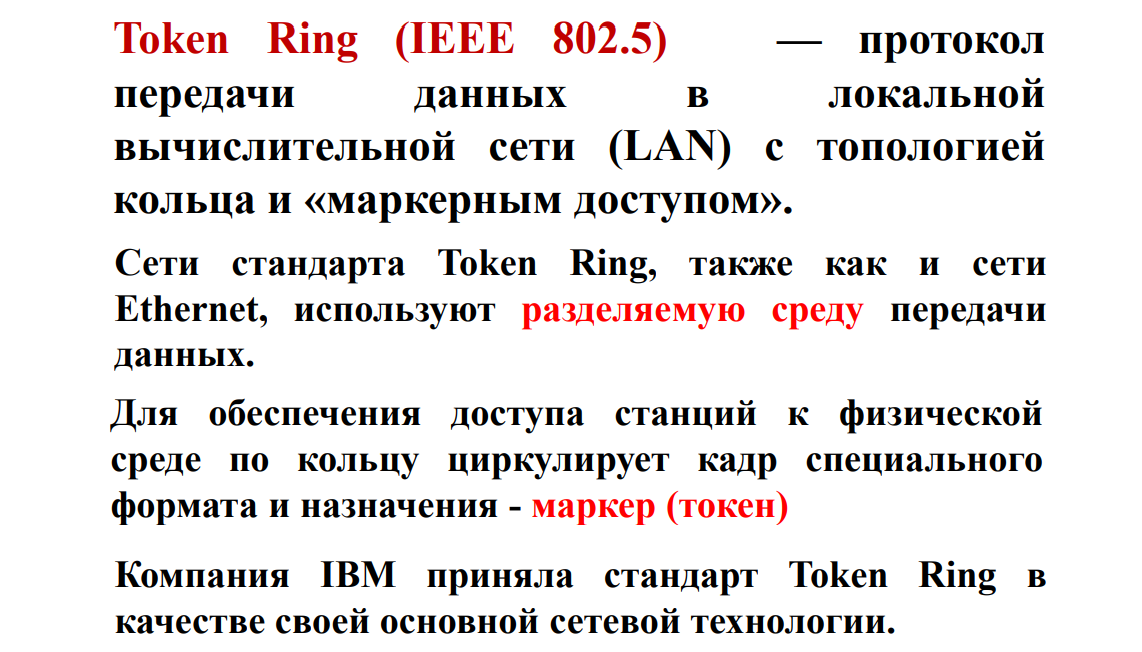 Token Ring (IEEE 802.5) — протокол
передачи данных в локальной
вычислительной сети (LAN) с топологией
кольца и «маркерным доступом».
Сети стандарта Token Ring, также как и сети
Ethernet, используют разделяемую среду передачи
данных.
Для обеспечения доступа станций к физической
среде по кольцу циркулирует кадр специального
формата и назначения - маркер (токен)
Компания IBM приняла стандарт Token Ring в
качестве своей основной сетевой технологии.